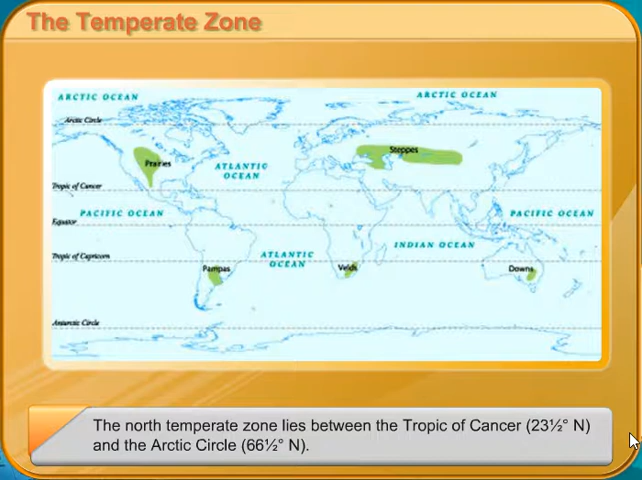 The Temperate Zone
ARCTIC OCEAN
ARCTIC OCEAN
Arctic Circle
Prairies
Steppes
ATLANTIC
OCEAN
Tropic of Cancer
PACIFIC OCEAN
PACIFIC OCEAN
Equator
INDIAN OCEAN
Tropic of Capricorn
ATLANTIC
OCEAN
Pampas
Velds
Downs
Antarctic Circle
The north temperate zone lies between the Tropic of Cancer (23½° N)
and the Arctic Circle (66½° N).